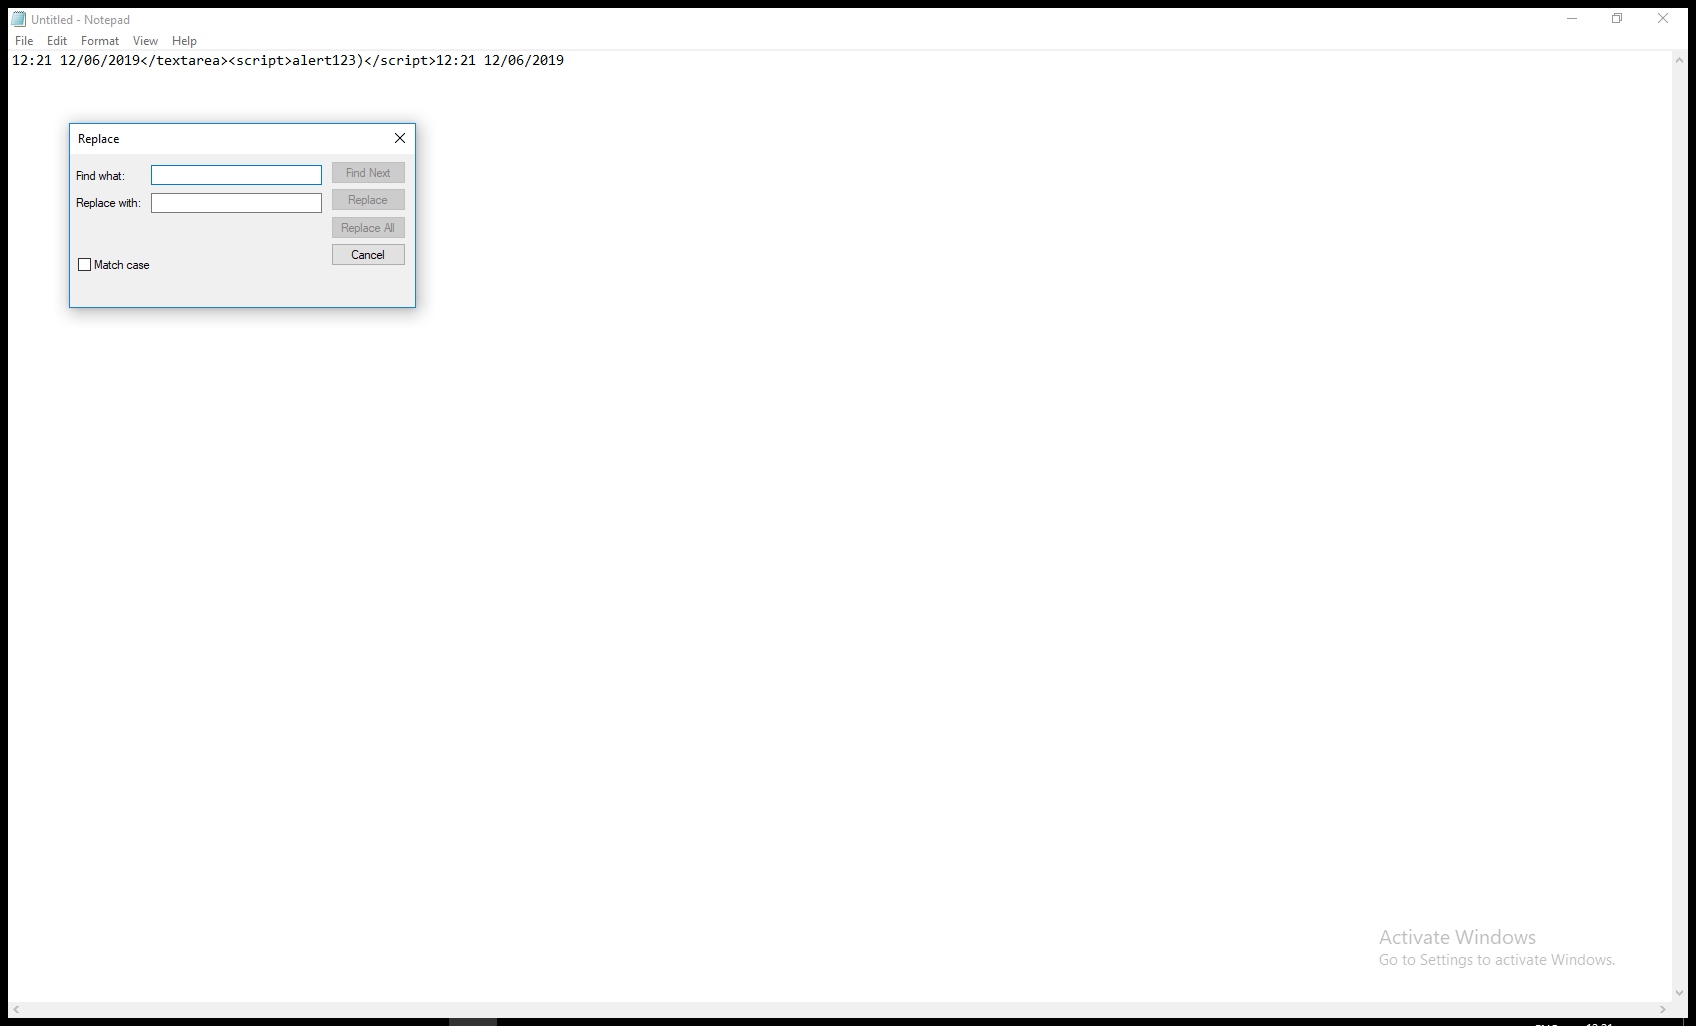 Untitled - Notepad
File Edit Format View Help
12:21 12/06/2019</textarea><script>alert123)</script>12:21 12/06/2019
Replace
Find what:
Find Next
Replace with:
Replace
Replace All
Cancel
Match case
Activate Windows
Go to Settings to activate Windows.